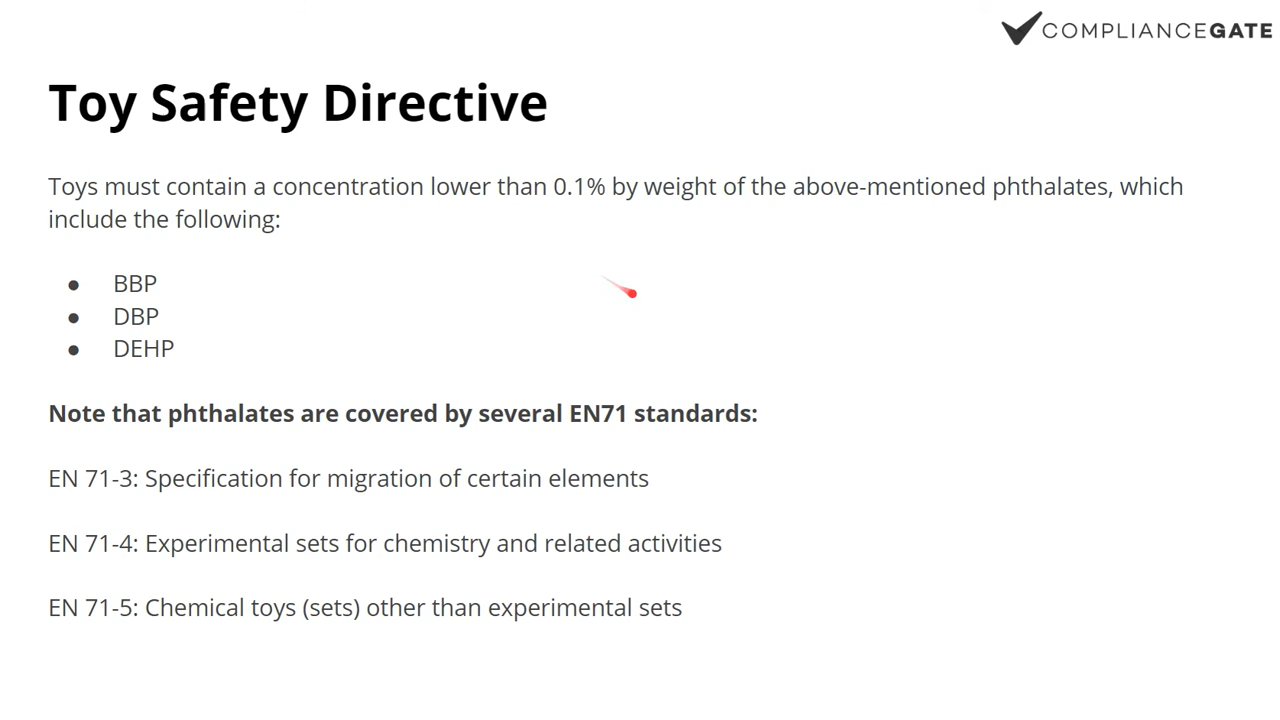 COMPLIANCEGATE
Toy Safety Directive
Toys must contain a concentration lower than 0.1% by weight of the above-mentioned phthalates, which
include the following:
● BBP
● DBP
● DEHP
Note that phthalates are covered by several EN71 standards:
EN 71-3: Specification for migration of certain elements
EN 71-4: Experimental sets for chemistry and related activities
EN 71-5: Chemical toys (sets) other than experimental sets